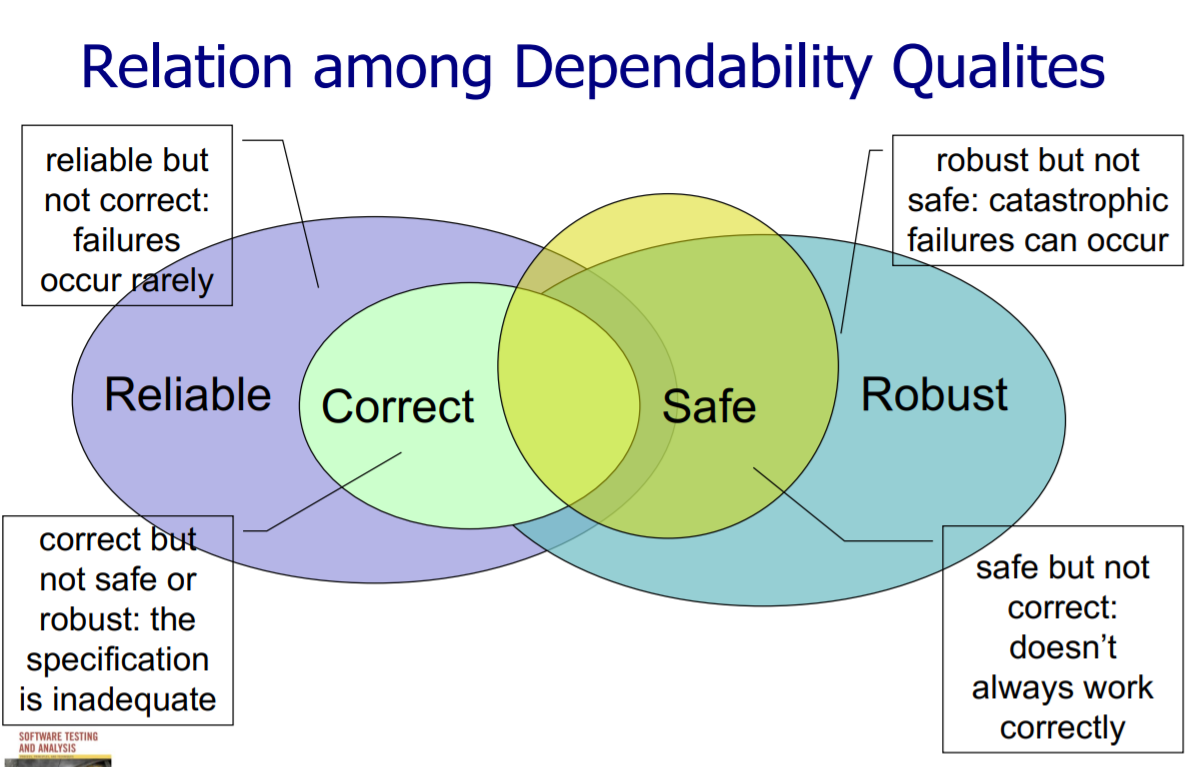 Relation among Dependability Qualites
reliable but
not correct:
failures
occur rarely
robust but not
safe: catastrophic
failures can occur
Reliable
Correct
Safe
Robust
correct but
not safe or
robust: the
specification
is inadequate
safe but not
correct:
doesn’t
always work
correctly
SOFTWARE TESTING
AND ANALYSIS